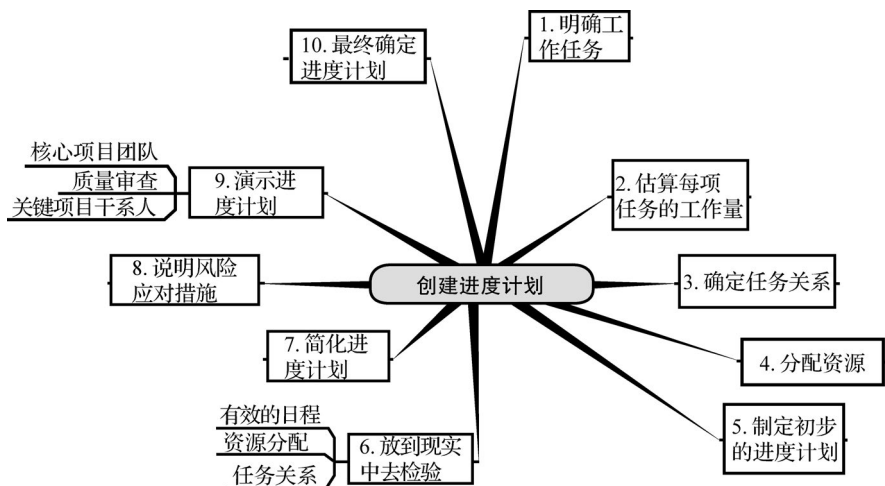 创建进度计划
1. 明确工
作任务
2. 估算每项
任务的工作量
3. 确定任务关系
4. 分配资源
5. 制定初步
的进度计划
6. 放到现实
中去检验
有效的日程
资源分配
任务关系
7. 简化进
度计划
8. 说明风险
应对措施
9. 演示进
度计划
核心项目团队
质量审查
关键项目干系人
10. 最终确定
进度计划